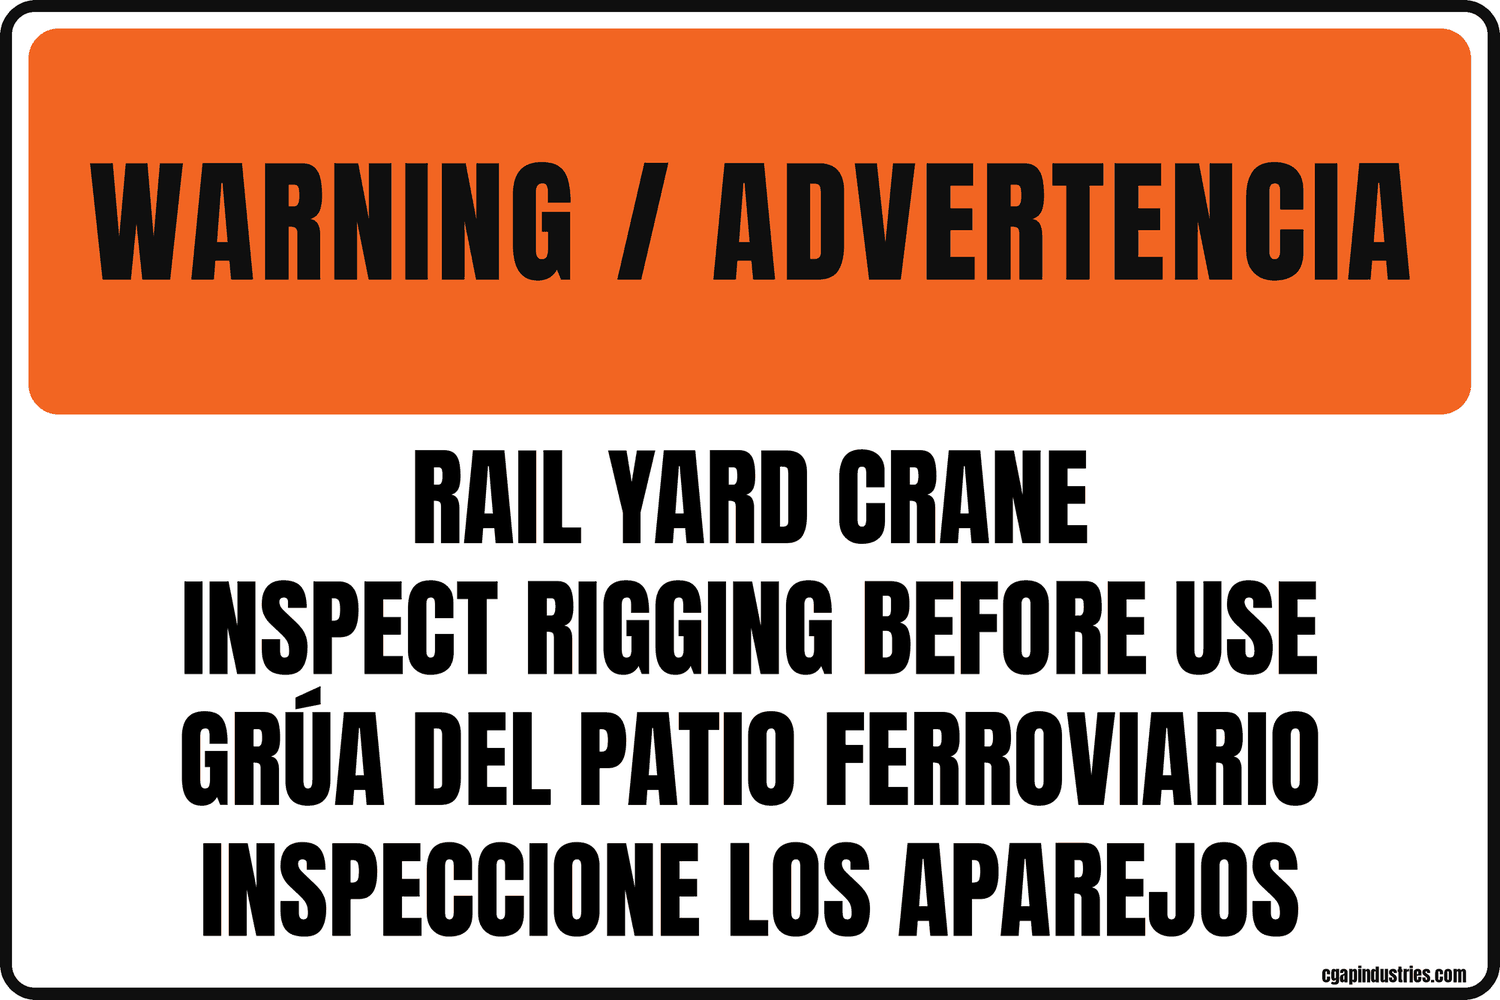 WARNING / ADVERTENCIA
RAIL YARD CRANE
INSPECT RIGGING BEFORE USE
GRÚA DEL PATIO FERROVIARIO
INSPECCIONE LOS APAREJOS
cgapindustries.com